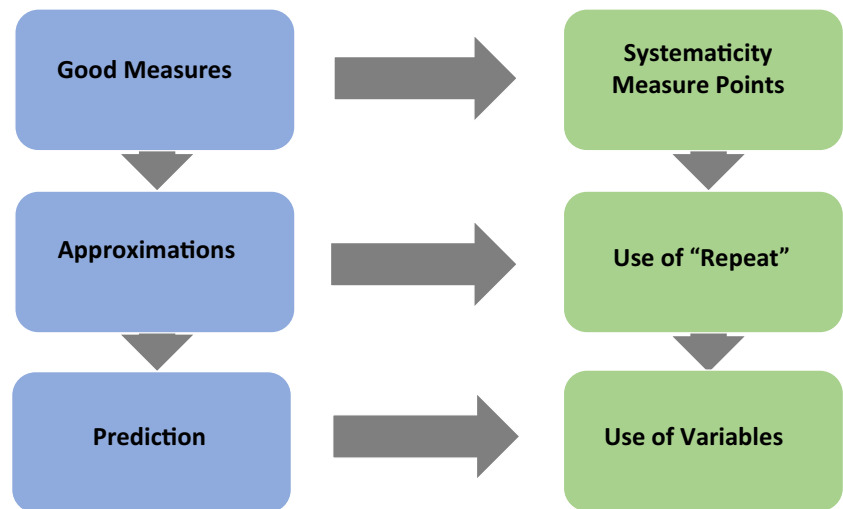 Good Measures
Systematicity
Measure Points
Approximations
Use of “Repeat”
Prediction
Use of Variables